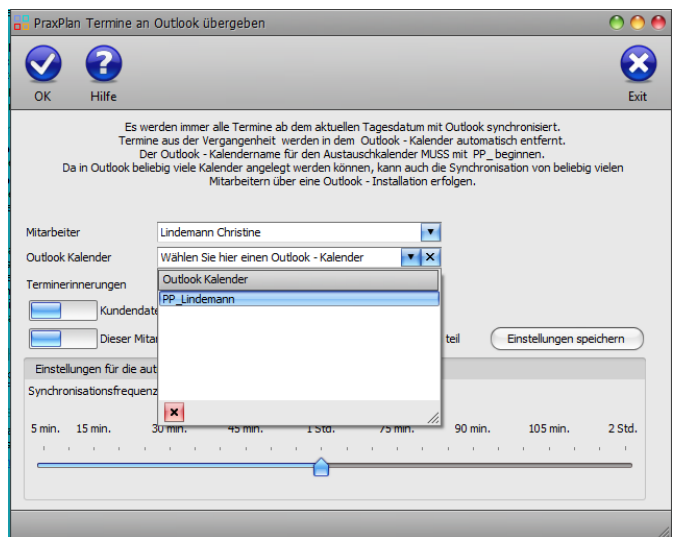 PraxPlan Termine an Outlook übergeben
OK Hilfe Exit
Es werden immer alle Termine ab dem aktuellen Tagesdatum mit Outlook synchronisiert.
Termine aus der Vergangenheit werden in dem Outlook - Kalender automatisch entfernt.
Der Outlook - Kalendername für den Austauschkalender MUSS mit PP_ beginnen.
Da in Outlook beliebig viele Kalender angelegt werden können, kann auch die Synchronisation von beliebig vielen
Mitarbeitern über eine Outlook - Installation erfolgen.
Mitarbeiter Lindemann Christine
Outlook Kalender Wählen Sie hier einen Outlook - Kalender
Terminerinnerungen Outlook Kalender
PP_Lindemann
Kundendate
Dieser Mitar teil Einstellungen speichern
Einstellungen für die aut
Synchronisationsfrequenz
5 min. 15 min. 30 min. 45 min. 1 Std. 75 min. 90 min. 105 min. 2 Std.